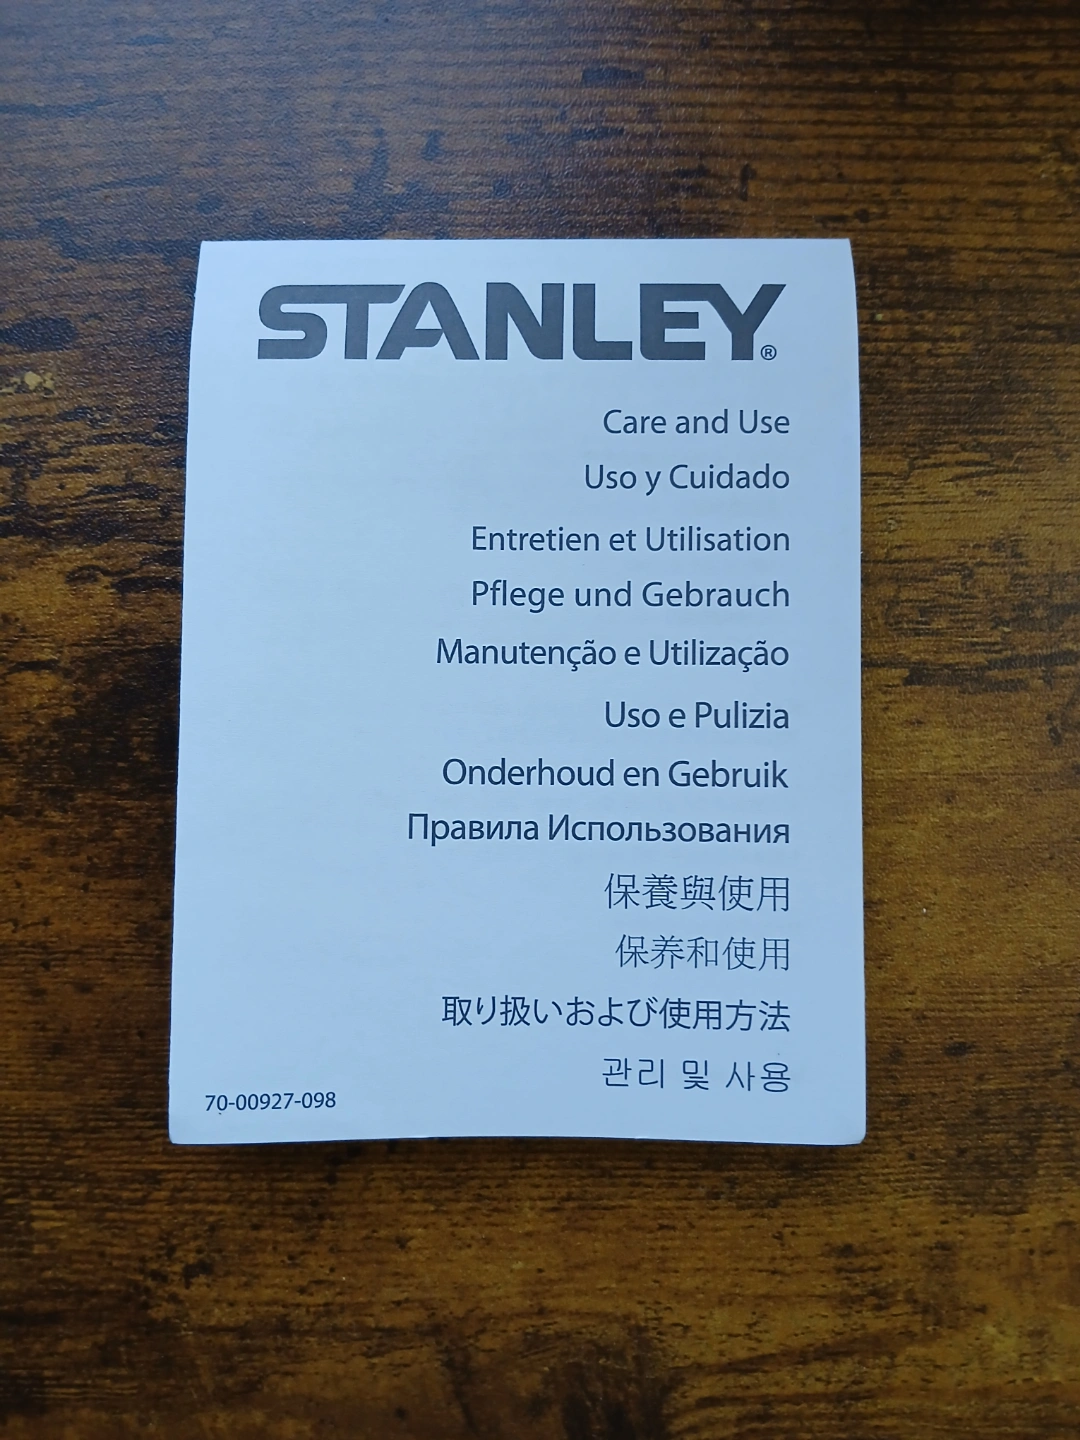 STANLEY®
Care and Use
Uso y Cuidado
Entretien et Utilisation
Pflege und Gebrauch
Manutenção e Utilização
Uso e Pulizia
Onderhoud en Gebruik
Правила Использования
保養與使用
保养和使用
取り扱いおよび使用方法
관리 및 사용
70-00927-098